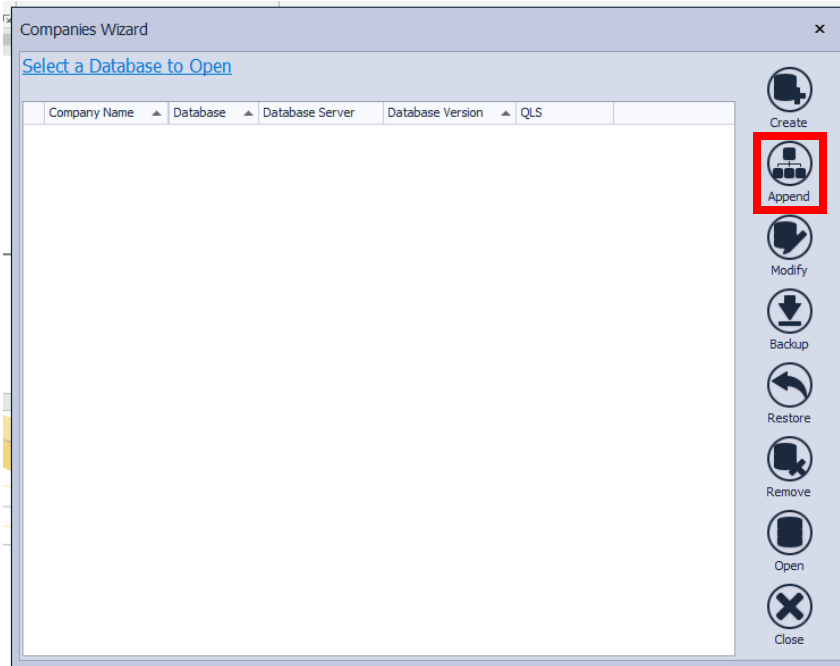 Companies Wizard
Select a Database to Open
Company Name Database Database Server Database Version QLS
Create
Append
Modify
Backup
Restore
Remove
Open
Close